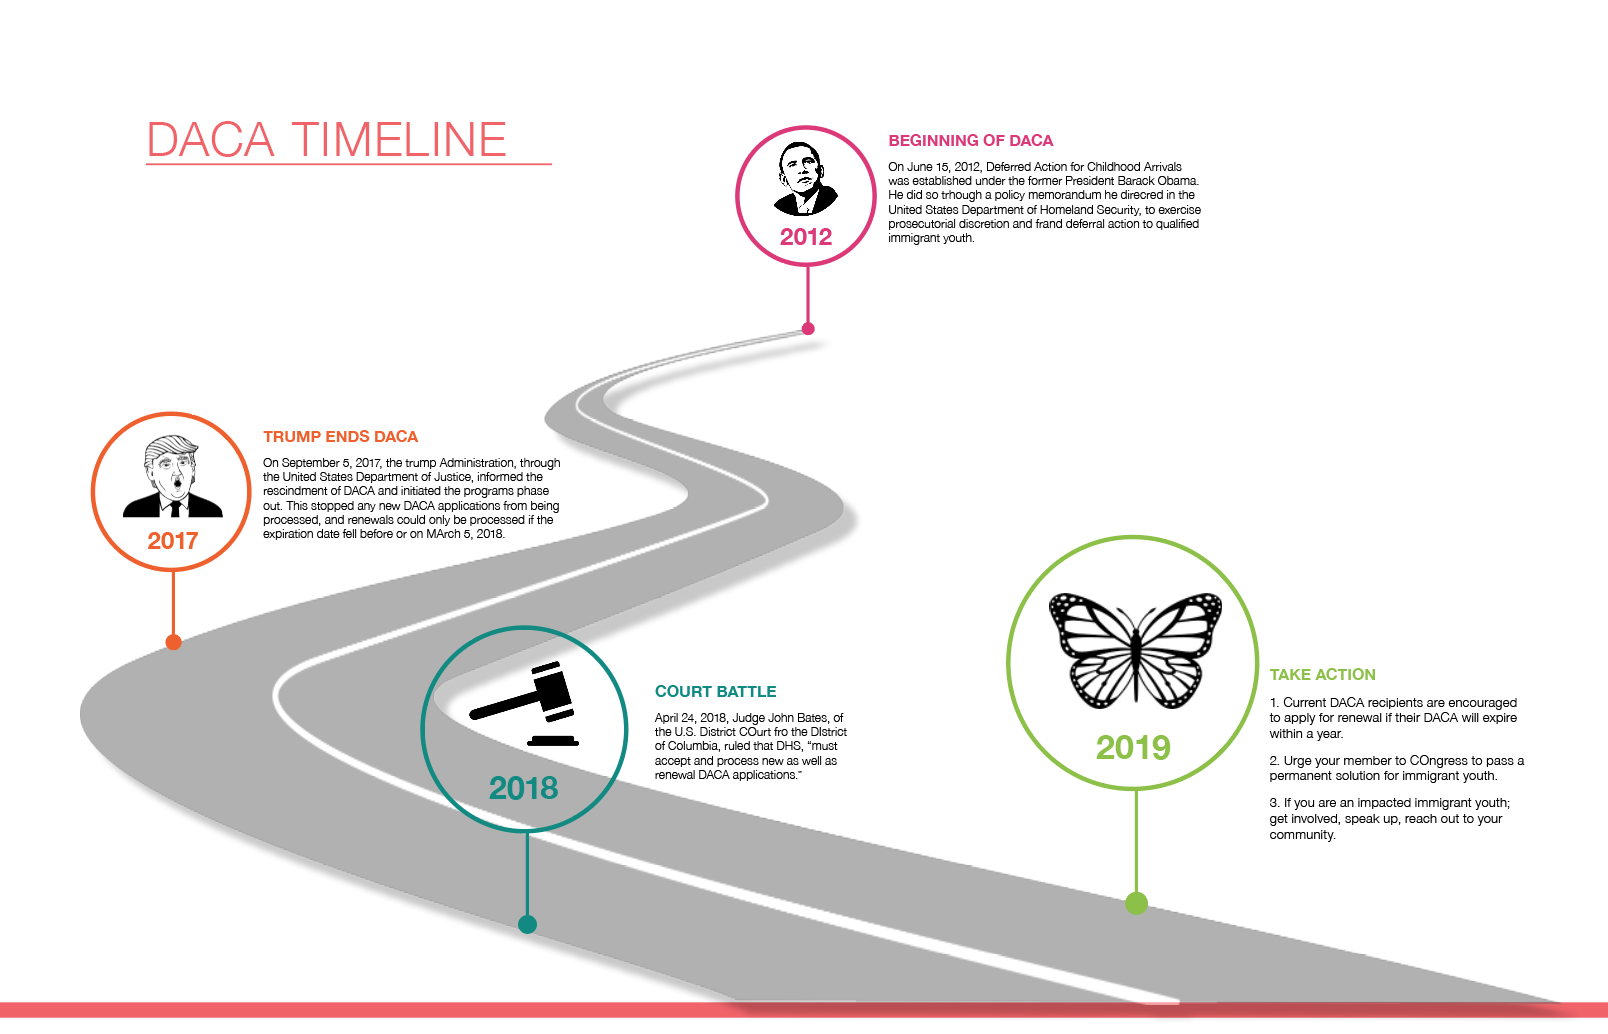 DACA TIMELINE
2012
BEGINNING OF DACA
On June 15, 2012, Deferred Action for Childhood Arrivals
was established under the former President Barack Obama.
He did so trhough a policy memorandum he direcred in the
United States Department of Homeland Security, to exercise
prosecutorial discretion and frand deferral action to qualified
immigrant youth.
2017
TRUMP ENDS DACA
On September 5, 2017, the trump Administration, through
the United States Department of Justice, informed the
rescindment of DACA and initiated the programs phase
out. This stopped any new DACA applications from being
processed, and renewals could only be processed if the
expiration date fell before or on MArch 5, 2018.
2018
COURT BATTLE
April 24, 2018, Judge John Bates, of
the U.S. District COurt fro the DIstrict
of Columbia, ruled that DHS, “must
accept and process new as well as
renewal DACA applications.”
2019
TAKE ACTION
1. Current DACA recipients are encouraged
to apply for renewal if their DACA will expire
within a year.
2. Urge your member to COngress to pass a
permanent solution for immigrant youth.
3. If you are an impacted immigrant youth;
get involved, speak up, reach out to your
community.